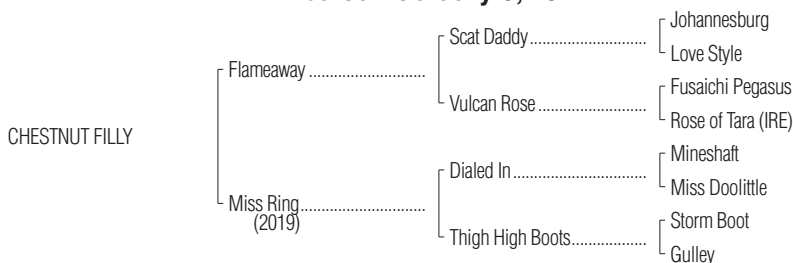 Johannesburg
Scat Daddy
Love Style
Flameaway
Fusaichi Pegasus
Vulcan Rose
Rose of Tara (IRE)
CHESTNUT FILLY
Mineshaft
Dialed In
Miss Doolittle
Miss Ring
(2019)
Storm Boot
Thigh High Boots
Gulley